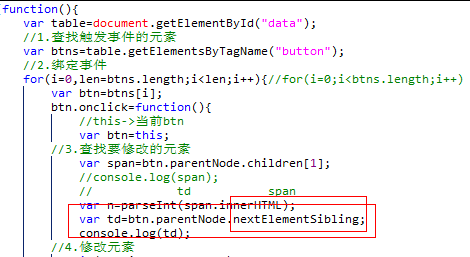 function(){
var table=document.getElementById("data");
//1.查找触发事件的元素
var btns=table.getElementsByTagName("button");
//2.绑定事件
for(i=0,len=btns.length;i<len;i++){//for(i=0;i<btns.length;i++)
var btn=btns[i];
btn.onclick=function(){
//this->当前btn
var btn=this;
//3.查找要修改的元素
var span=btn.parentNode.children[1];
//console.log(span);
// td span
var n=parseInt(span.innerHTML);
var td=btn.parentNode.nextElementSibling;
console.log(td);
//4.修改元素